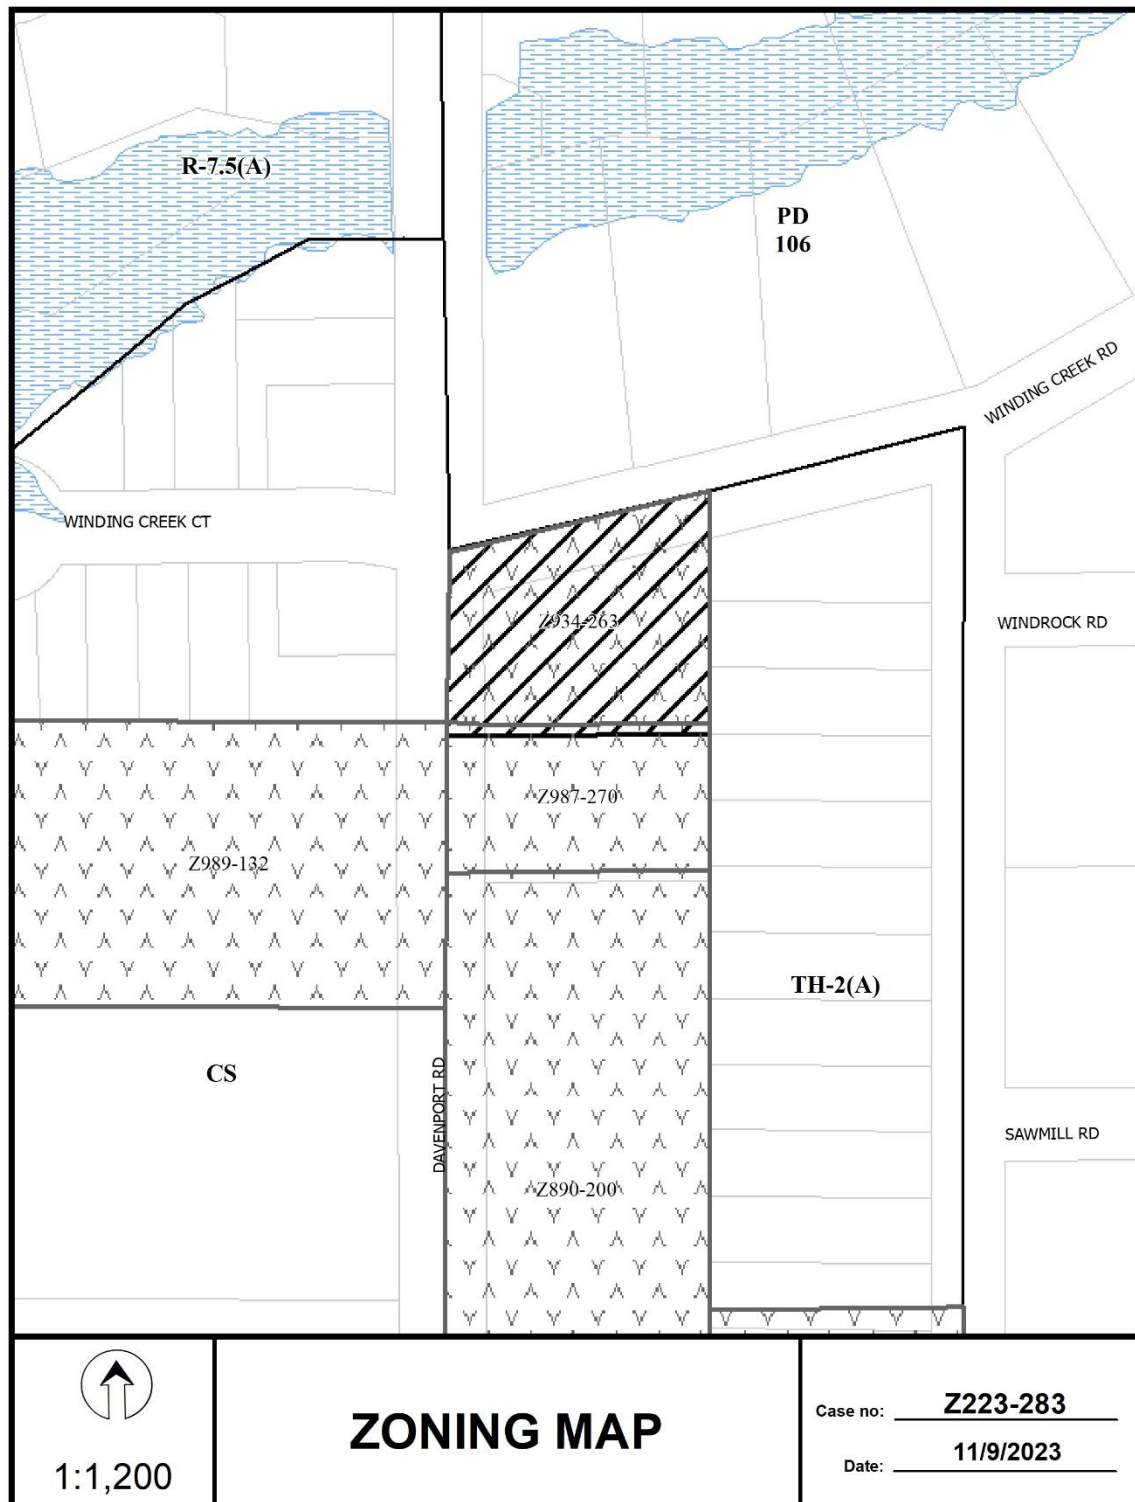 R-7.5(A)
PD
106
WINDING CREEK RD
WINDING CREEK CT
Z934-263
WINDROCK RD
Z987-270
Z989-132
TH-2(A)
CS
DAVENPORT RD
SAWMILL RD
Z890-200
1:1,200
ZONING MAP
Case no: Z223-283
Date: 11/9/2023